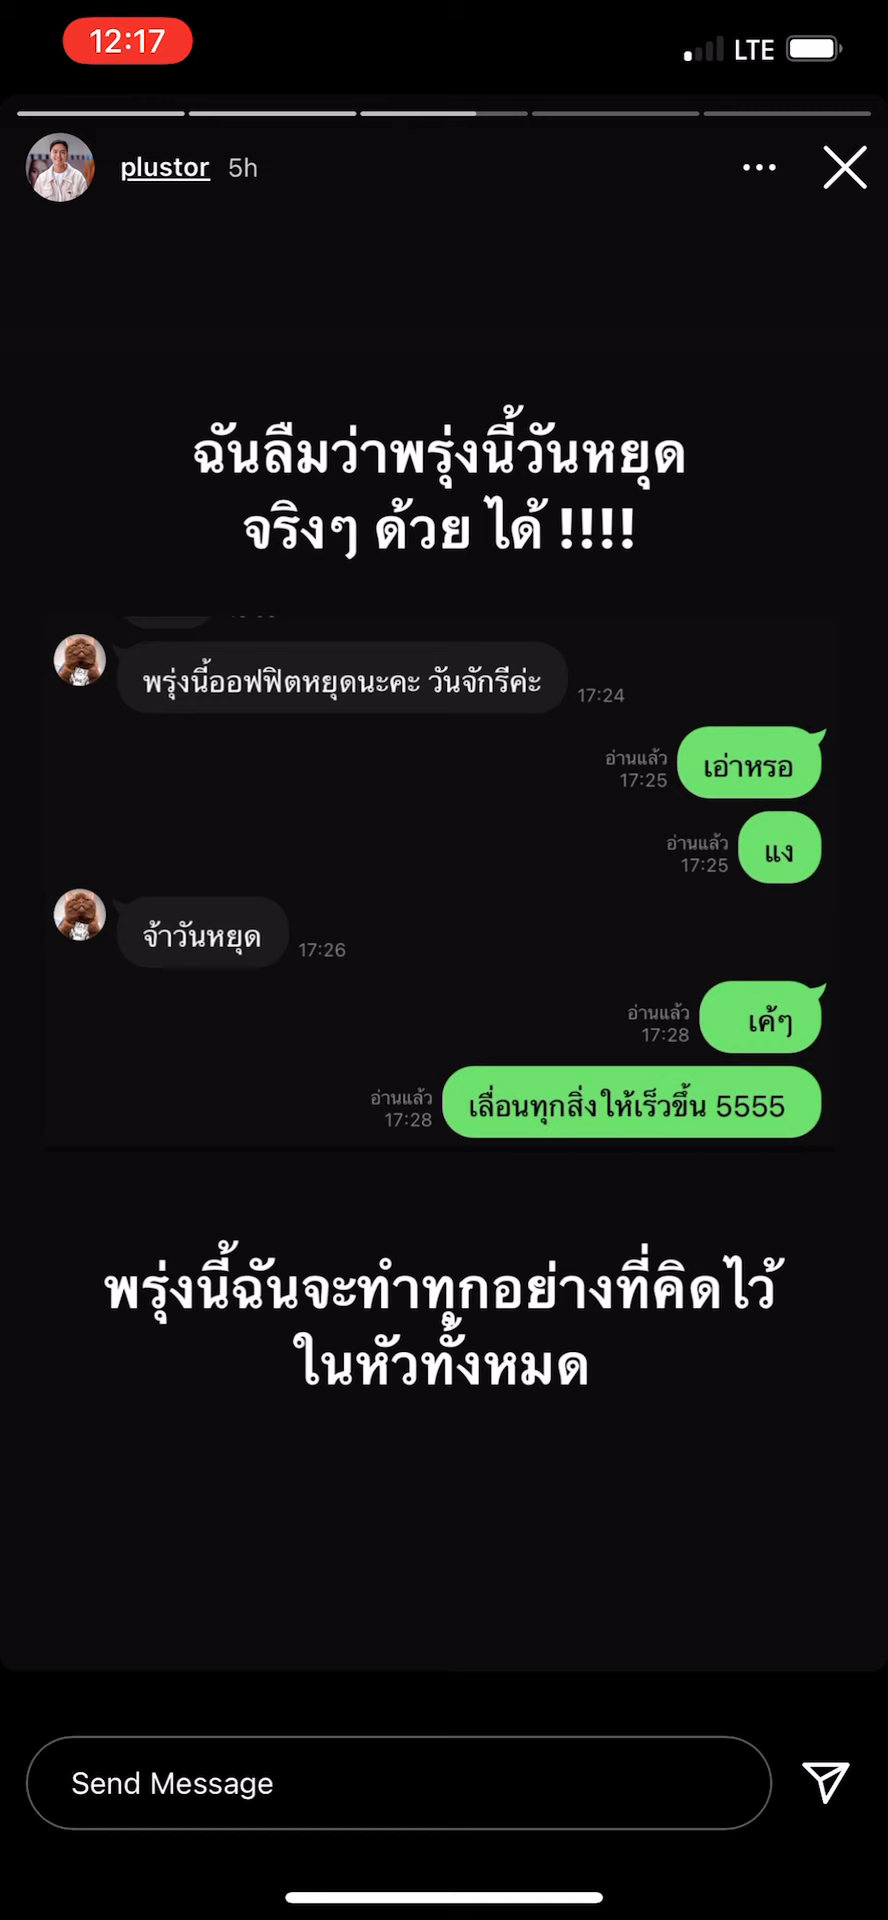 12:17
LTE
plustor 5h
ฉันลืมว่าพรุ่งนี้วันหยุด
จริงๆ ด้วย ได้ !!!!
พรุ่งนี้ออฟฟิตหยุดนะคะ วันจักรีค่ะ
17:24
เอ่าหรอ
อ่านแล้ว
17:25
แง
อ่านแล้ว
17:25
จ้าวันหยุด
17:26
เค้ๆ
อ่านแล้ว
17:28
เลื่อนทุกสิ่งให้เร็วขึ้น 5555
อ่านแล้ว
17:28
พรุ่งนี้ฉันจะทำทุกอย่างที่คิดไว้
ในหัวทั้งหมด
Send Message